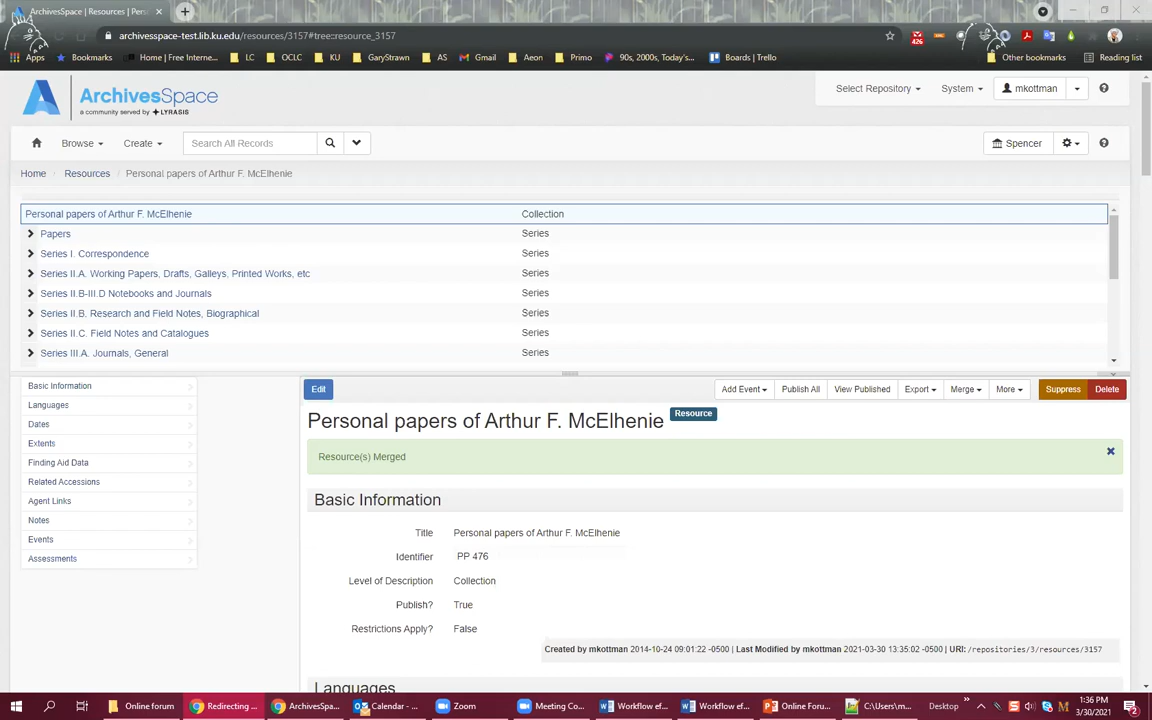 ArchivesSpace | Resources | Pers
archivesspace-test.lib.ku.edu/resources/3157#tree:resource_3157
426
Apps Bookmarks Home | Free Interne... LC OCLC KU GaryStrawn AS Gmail Aeon Primo 90s, 2000s, Today's... Boards | Trello Other bookmarks Reading list
ArchivesSpace
a community served by LYRASIS
Select Repository System mkottman
Browse Create Search All Records Spencer
Home / Resources / Personal papers of Arthur F. McElhenie
Personal papers of Arthur F. McElhenie Collection
Papers Series
Series I. Correspondence Series
Series II.A. Working Papers, Drafts, Galleys, Printed Works, etc Series
Series II.B-III.D Notebooks and Journals Series
Series II.B. Research and Field Notes, Biographical Series
Series II.C. Field Notes and Catalogues Series
Series III.A. Journals, General Series
Basic Information
Languages
Dates
Extents
Finding Aid Data
Related Accessions
Agent Links
Notes
Events
Assessments
Edit Add Event Publish All View Published Export Merge More Suppress Delete
Personal papers of Arthur F. McElhenie Resource
Resource(s) Merged
Basic Information
Title Personal papers of Arthur F. McElhenie
Identifier PP 476
Level of Description Collection
Publish? True
Restrictions Apply? False
Created by mkottman 2014-10-24 09:01:22 -0500 | Last Modified by mkottman 2021-03-30 13:35:02 -0500 | URI: /repositories/3/resources/3157
Languages
Online forum Redirecting ... ArchivesSpa... Calendar - ... Zoom Meeting Co... Workflow ef... Workflow ef... Online Foru... C:\Users\m... Desktop
1:36 PM
3/30/2021
2